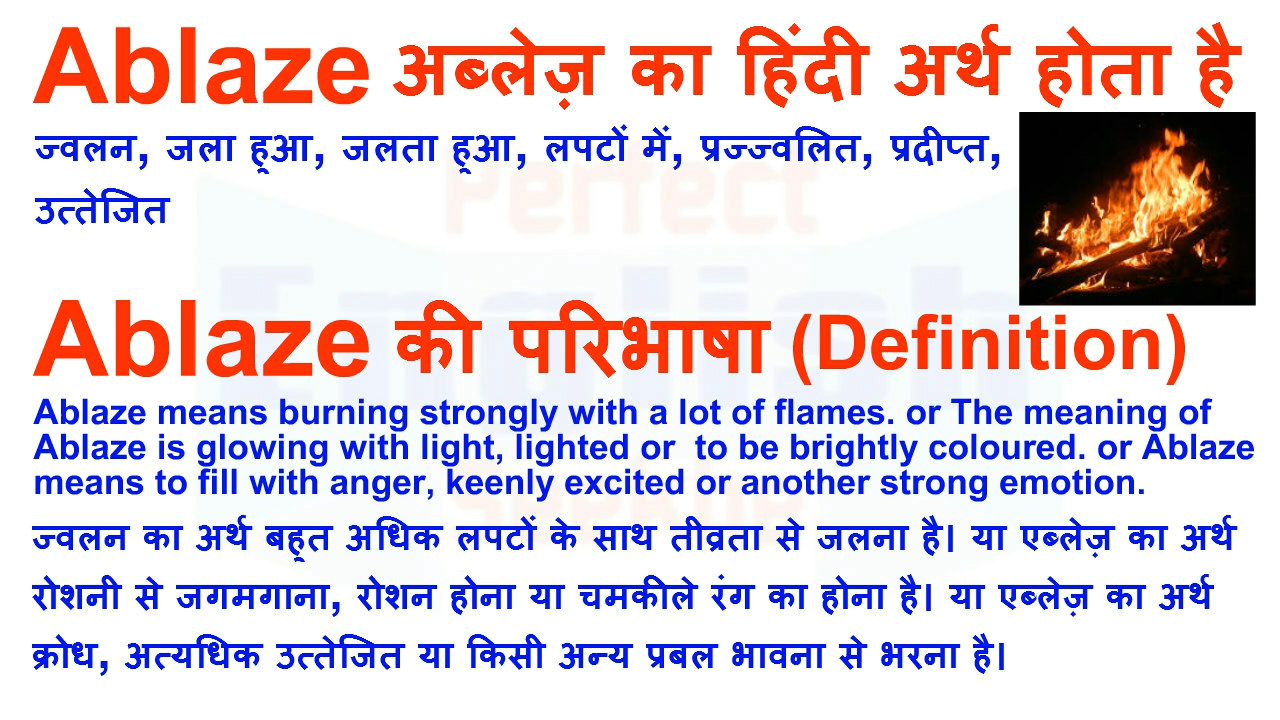 Ablaze अब्लेज़ का हिंदी अर्थ होता है
ज्वलन, जला हूआ, जलता हूआ, लपटों में, प्रज्ज्वलित, प्रदीप्त,
उत्तेजित
Ablaze की परिभाषा (Definition)
Ablaze means burning strongly with a lot of flames. or The meaning of
Ablaze is glowing with light, lighted or to be brightly coloured. or Ablaze
means to fill with anger, keenly excited or another strong emotion.
ज्वलन का अर्थ बहूत अधिक लपटों के साथ तीव्रता से जलना है। या एब्लेज़ का अर्थ
रोशनी से जगमगाना, रोशन होना या चमकीले रंग का होना है। या एब्लेज़ का अर्थ
क्रोध, अत्यधिक उत्तेजित या किसी अन्य प्रबल भावना से भरना है।
Perfect
English